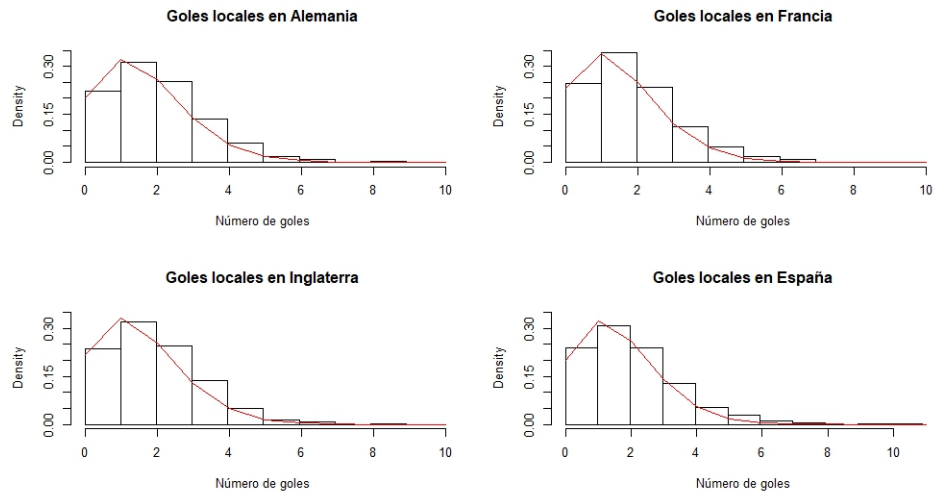 Goles locales en Alemania
Density
0.00 0.15 0.30
0 2 4 6 8 10
Número de goles
Goles locales en Francia
Density
0.00 0.15 0.30
0 2 4 6 8 10
Número de goles
Goles locales en Inglaterra
Density
0.00 0.15 0.30
0 2 4 6 8 10
Número de goles
Goles locales en España
Density
0.00 0.15 0.30
0 2 4 6 8 10
Número de goles